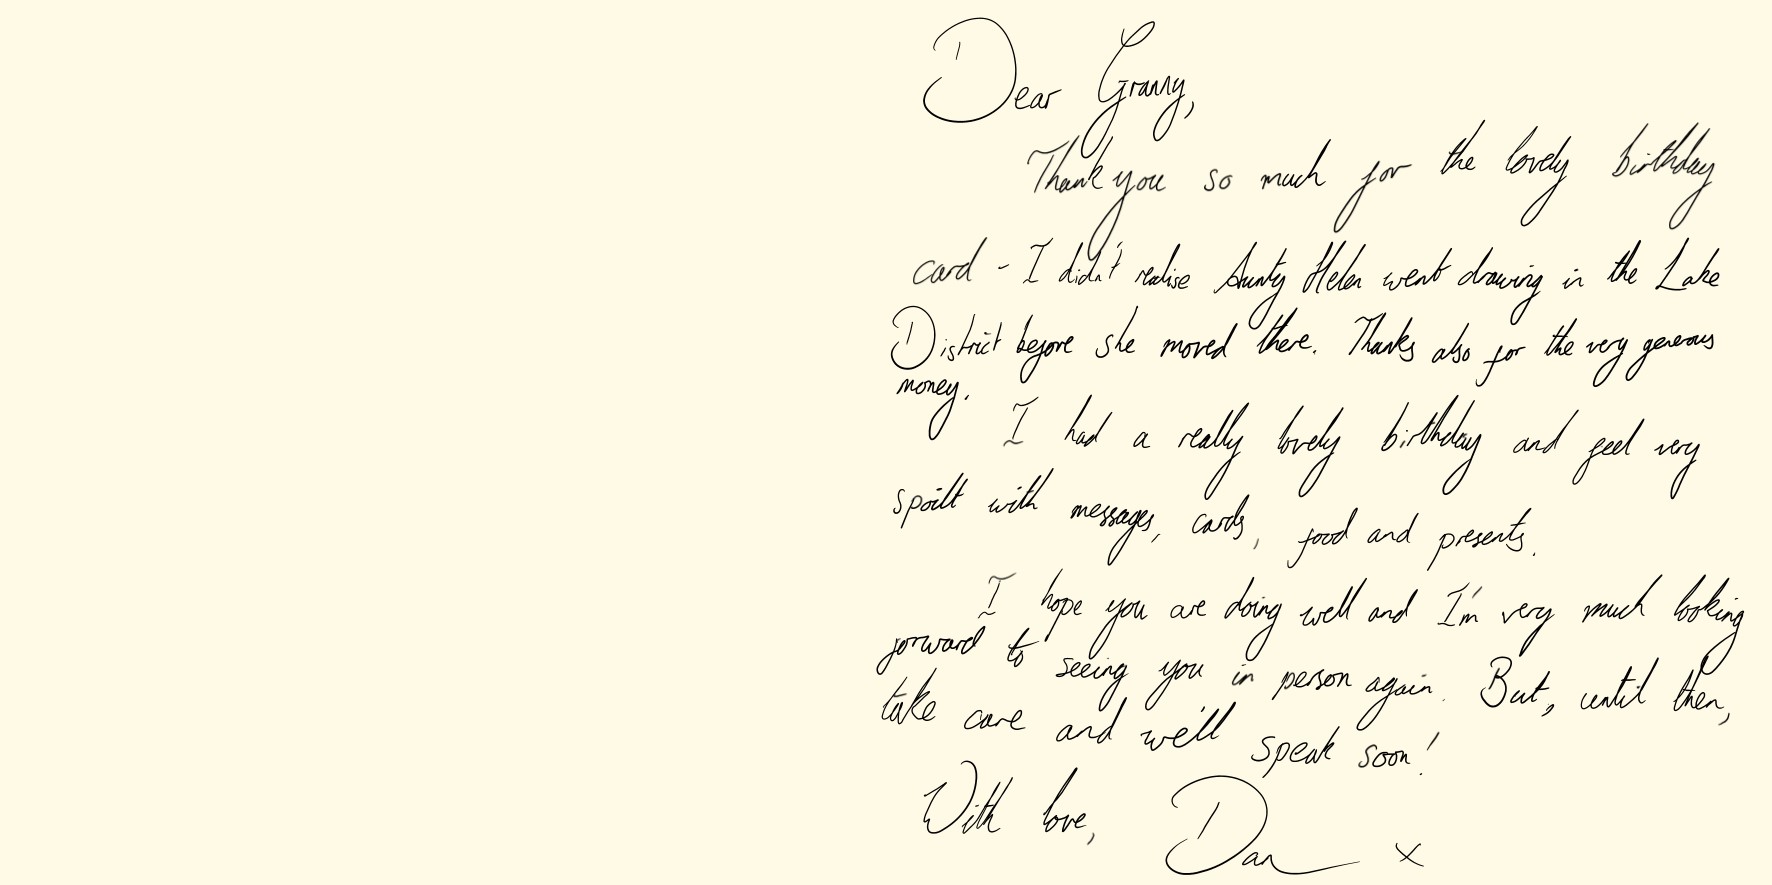 Dear Granny,
Thank you so much for the lovely birthday
card - I didn't realise Aunty Helen went drawing in the Lake
District before she moved there. Thanks also for the very generous
money.
I had a really lovely birthday and feel very
spoilt with messages, cards, food and presents.
I hope you are doing well and I'm very much looking
forward to seeing you in person again. But, until then,
take care and we'll speak soon!
With love, Dan x